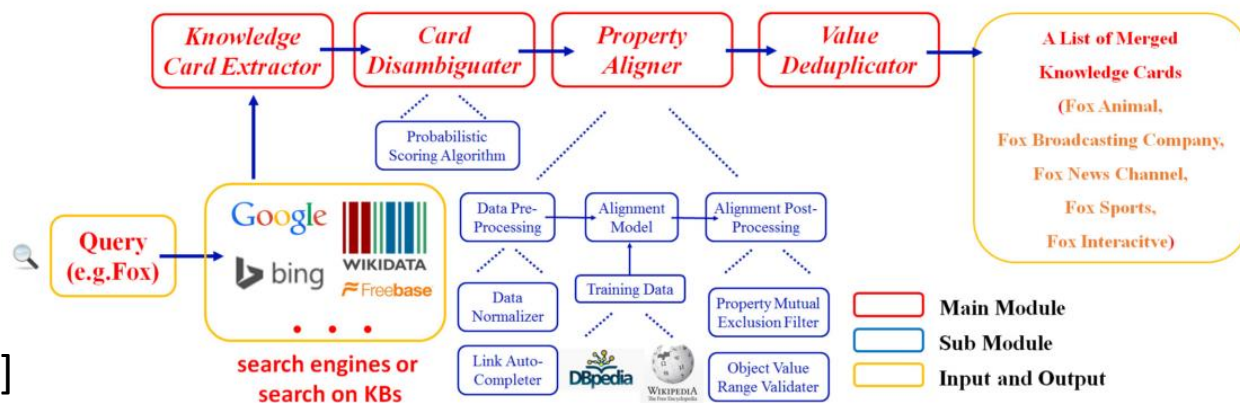 Knowledge
Card Extractor
Card
Disambiguater
Property
Aligner
Value
Deduplicator
A List of Merged
Knowledge Cards
(Fox Animal,
Fox Broadcasting Company,
Fox News Channel,
Fox Sports,
Fox Interacitve)
Probabilistic
Scoring Algorithm
Query
(e.g.Fox)
Google
bing
WIKIDATA
Freebase
• • •
search engines or
search on KBs
Data Pre-
Processing
Alignment
Model
Alignment Post-
Processing
Training Data
Data
Normalizer
Link Auto-
Completer
DBpedia
WIKIPEDIA
The Free Encyclopedia
Property Mutual
Exclusion Filter
Object Value
Range Validater
Main Module
Sub Module
Input and Output
]